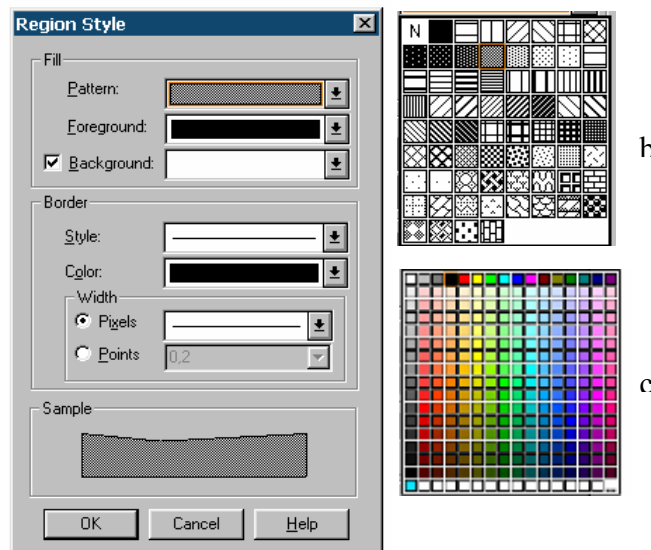 Region Style
Fill
Pattern:
Foreground:
Background:
Border
Style:
Color:
Width
Pixels
Points
0,2
Sample
OK Cancel Help
N